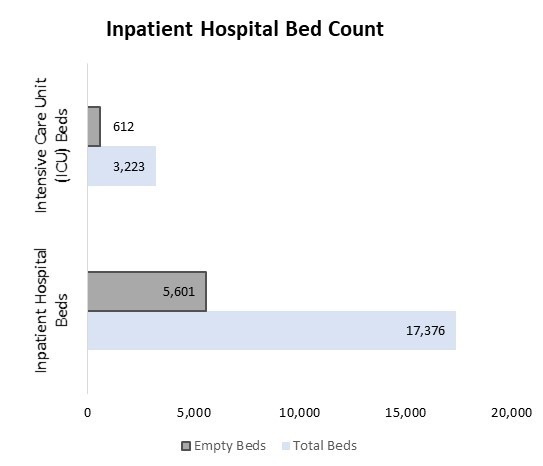 Inpatient Hospital Bed Count
Intensive Care Unit
(ICU) Beds
612
3,223
Inpatient Hospital
Beds
5,601
17,376
0 5,000 10,000 15,000 20,000
Empty Beds Total Beds